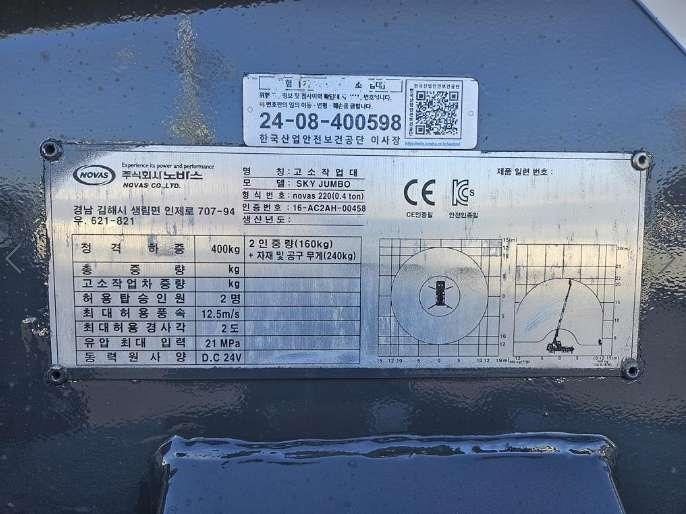 24-08-400598
한국산업안전보건공단 이사장
NOVAS
Experience its power and performance
주식회사 노바스
NOVAS CO.,LTD.
경남 김해시 생림면 인제로 707-94
우. 621-821
명 칭 : 고 소 작 업 대
모 델 : SKY JUMBO
형 식 번 호 : novas 220(0.4 ton)
인 증 번 호 : 16-AC2AH-00458
생 산 년 도 :
CE
CE인증필
KCs
안전인증필
제 품 일 련 번 호 :
정 격 하 중 400kg 2 인 중 량(160kg)
+ 자재 및 공구 무게(240kg)
총 중 량 kg
고 소 작 업 차 중 량 kg
허 용 탑 승 인 원 2 명
최 대 허 용 풍 속 12.5m/s
최 대 허 용 경 사 각 2 도
유 압 최 대 입 력 21 MPa
동 력 원 사 양 D.C 24V